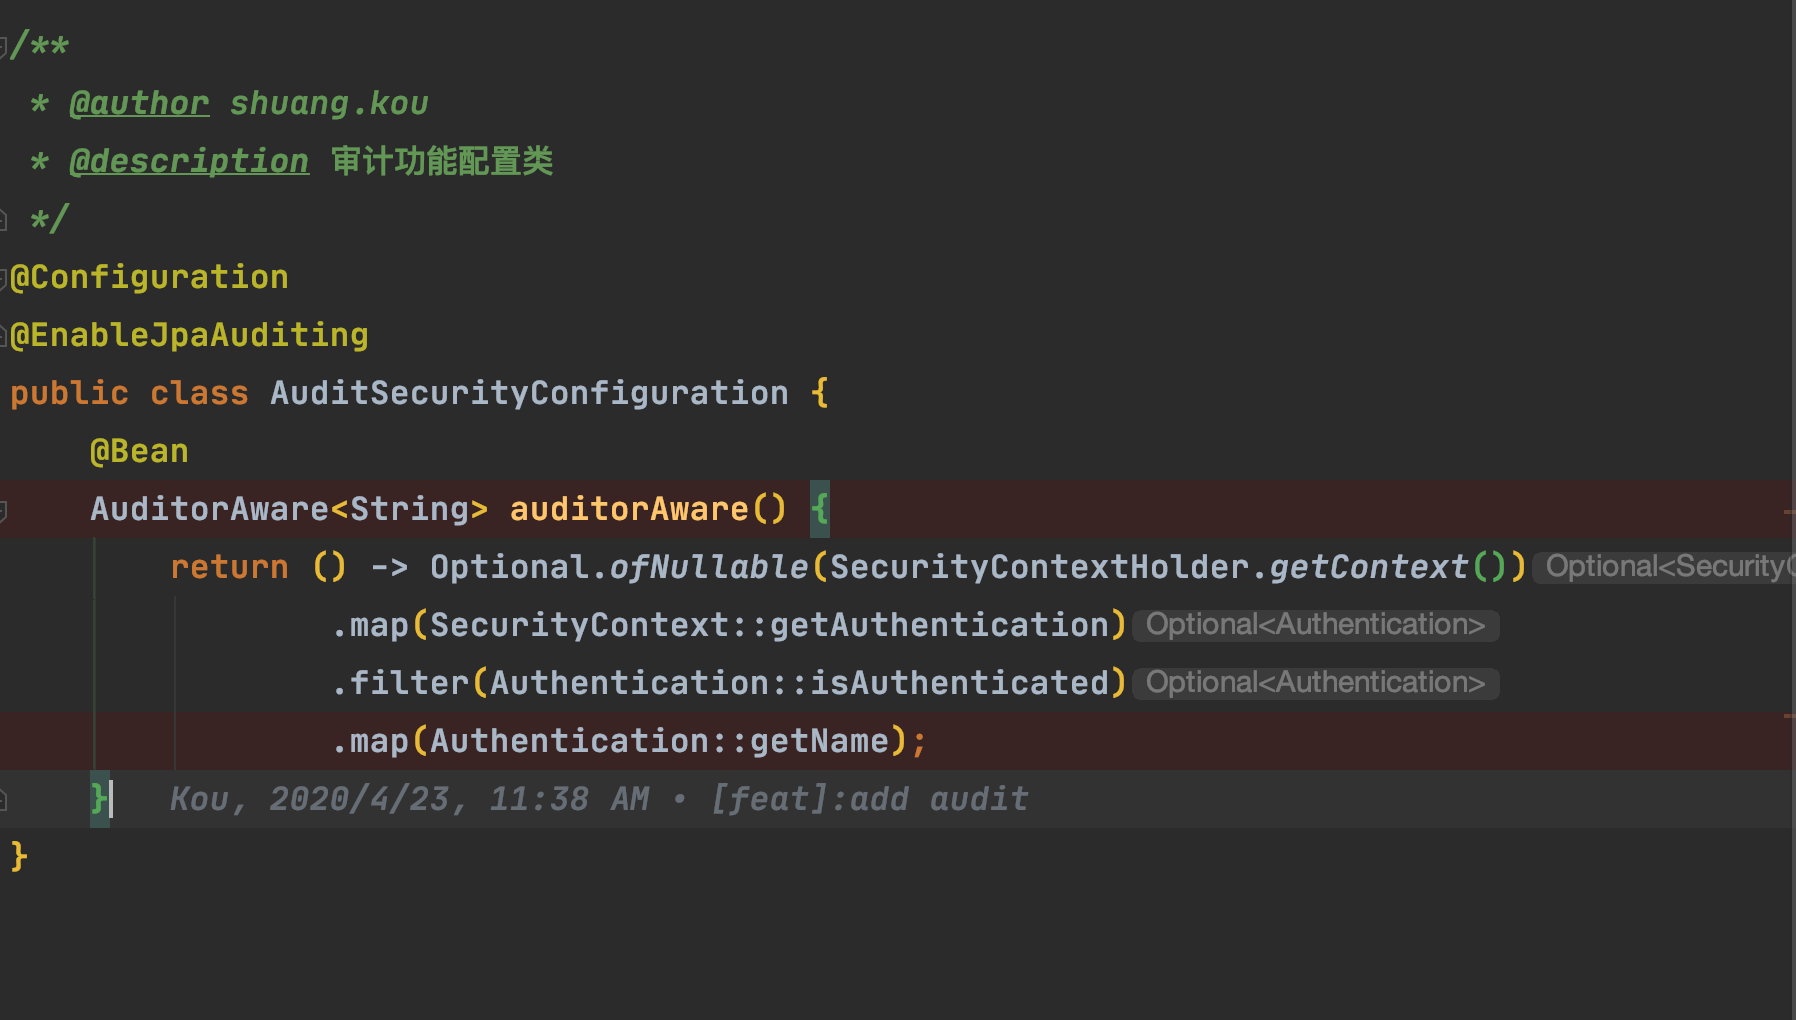 /**
 * @author shuang.kou
 * @description 审计功能配置类
 */
@Configuration
@EnableJpaAuditing
public class AuditSecurityConfiguration {
    @Bean
    AuditorAware<String> auditorAware() {
        return () -> Optional.ofNullable(SecurityContextHolder.getContext()) Optional<Security
                .map(SecurityContext::getAuthentication) Optional<Authentication>
                .filter(Authentication::isAuthenticated) Optional<Authentication>
                .map(Authentication::getName);
    }   Kou, 2020/4/23, 11:38 AM • [feat]:add audit
}